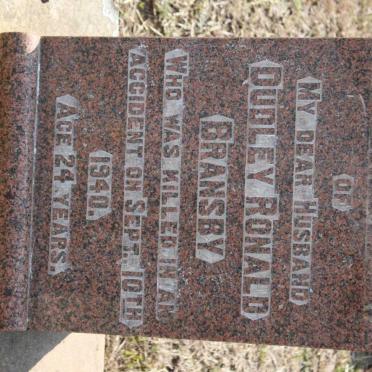 OF
MY DEAR HUSBAND
DUDLEY RONALD
BRANSBY
WHO WAS KILLED IN AN
ACCIDENT ON SEPT. 10TH
1940.
AGE 24 YEARS.